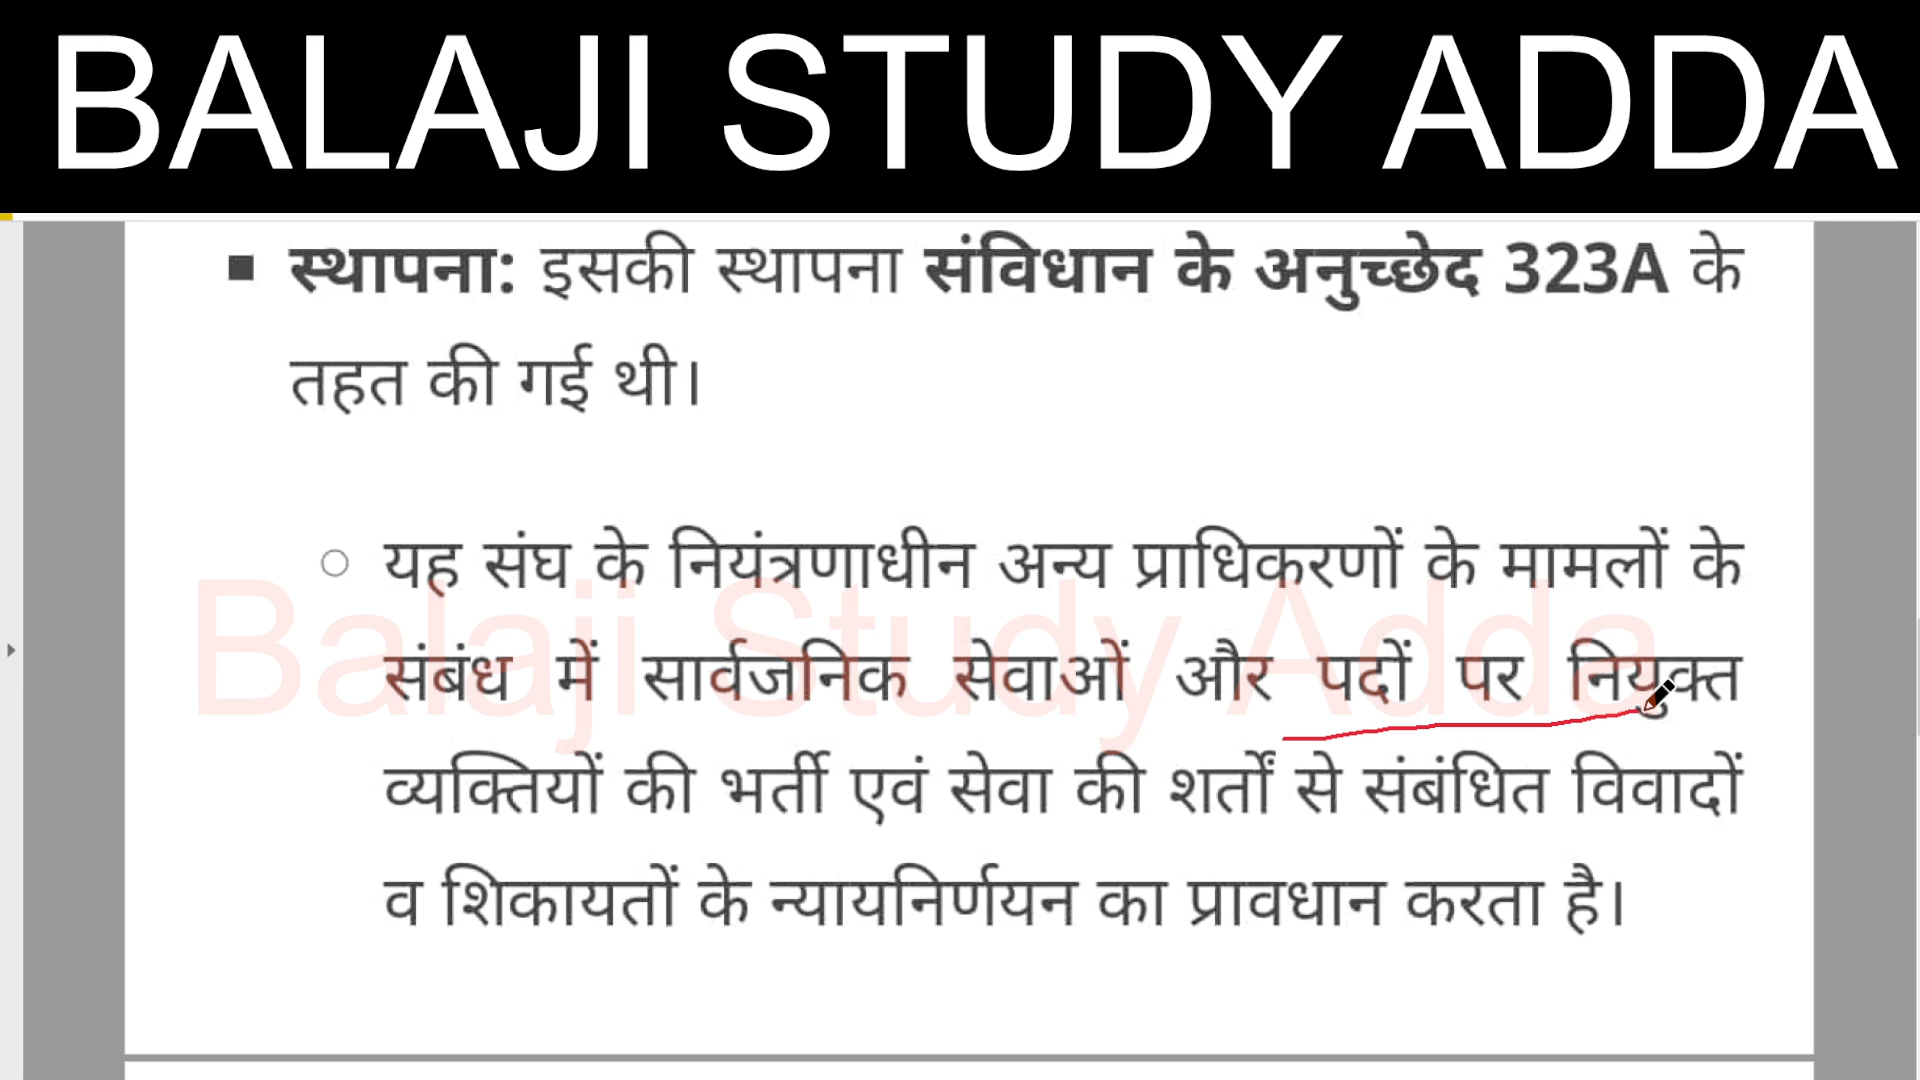 BALAJI STUDY ADDA
■ स्थापना: इसकी स्थापना संविधान के अनुच्छेद 323A के
तहत की गई थी।
○ यह संघ के नियंत्रणाधीन अन्य प्राधिकरणों के मामलों के
संबंध में सार्वजनिक सेवाओं और पदों पर नियुक्त
व्यक्तियों की भर्ती एवं सेवा की शर्तों से संबंधित विवादों
व शिकायतों के न्यायनिर्णयन का प्रावधान करता है।
Balaji Study Adda